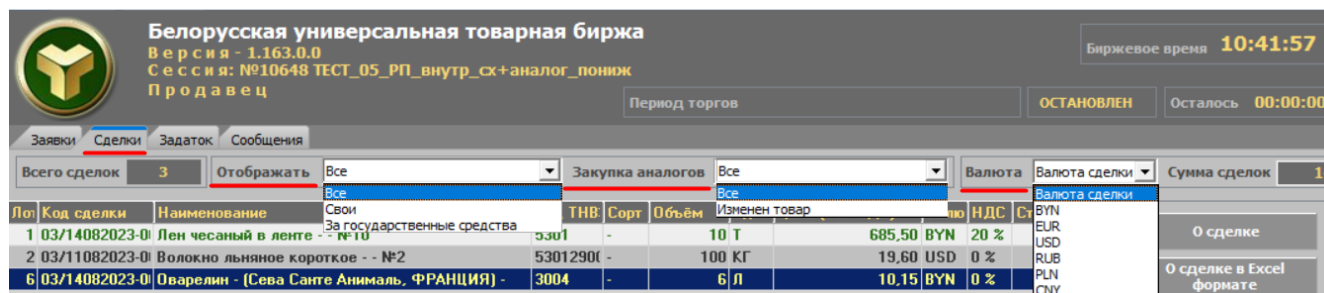 Белорусская универсальная товарная биржа
Версия - 1.163.0.0
Сессия: №10648 ТЕСТ_05_РП_внутр_сх+аналог_пониж
Продавец
Биржевое время 10:41:57
Период торгов ОСТАНОВЛЕН Осталось 00:00:00
Заявки Сделки Задаток Сообщения
Всего сделок 3 Отображать Все Закупка аналогов Все Валюта Валюта сделки Сумма сделок
Все Все Валюта сделки
Свои Изменен товар BYN
За государственные средства EUR
USD
RUB
PLN
CNY
Лот Код сделки Наименование ТНВ Сорт Объём НДС
1 03/14082023-0 Лен чесаный в ленте - - №10 5301 - 10 Т 685,50 BYN 20 %
2 03/11082023-0 Волокно льняное короткое - - №2 5301290 - 100 КГ 19,60 USD 0 %
6 03/14082023-0 Оварелин - (Сева Санте Анималь, ФРАНЦИЯ) - 3004 - 6 Л 10,15 BYN 0 %
О сделке
О сделке в Excel
формате